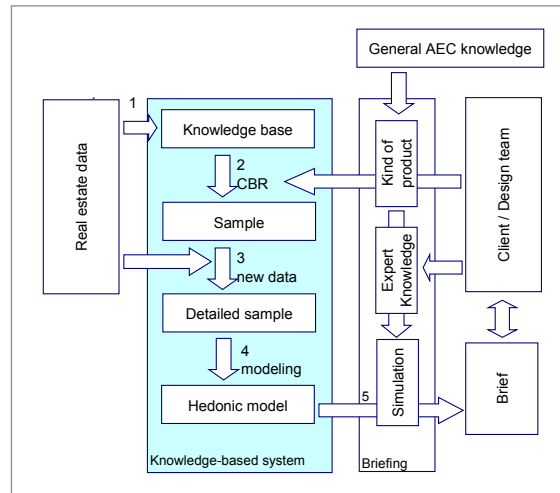 General AEC knowledge
1
Real estate data
Knowledge base
2
CBR
Kind of
product
Client / Design team
Sample
3
new data
Expert
Knowledge
Detailed sample
4
modeling
Simulation
Brief
5
Hedonic model
Knowledge-based system
Briefing